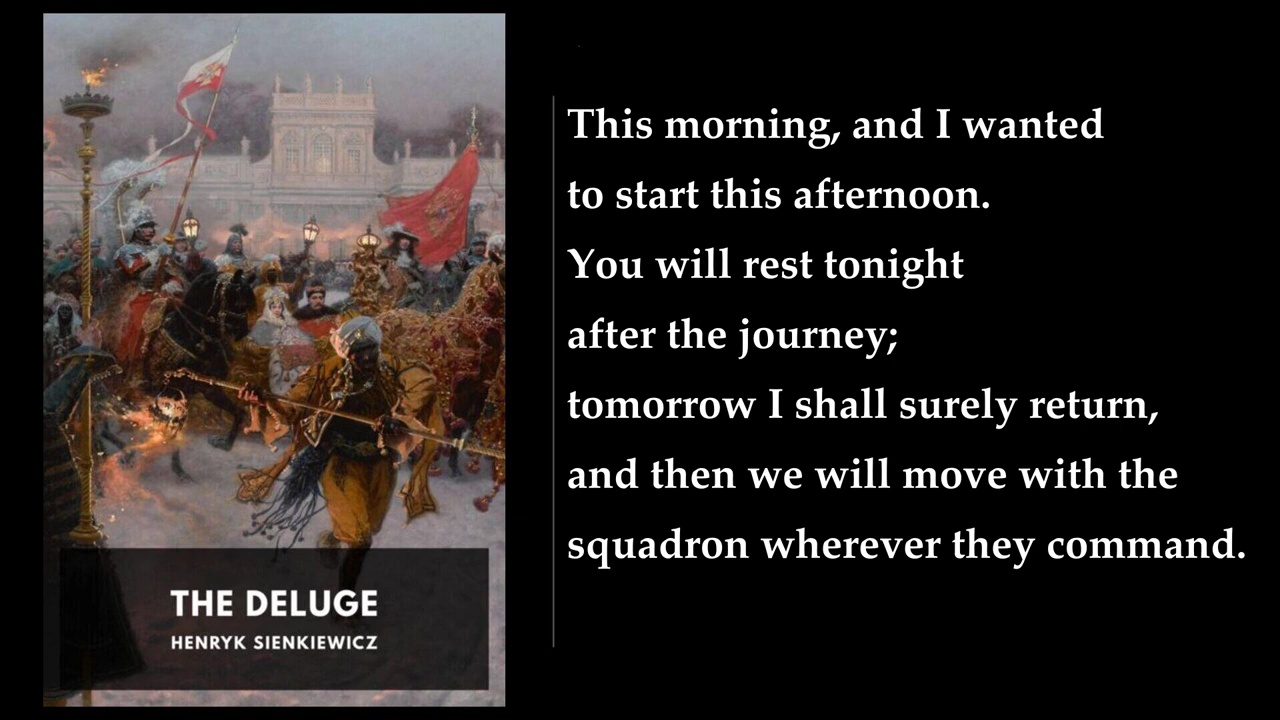 THE DELUGE
HENRYK SIENKIEWICZ
This morning, and I wanted
to start this afternoon.
You will rest tonight
after the journey;
tomorrow I shall surely return,
and then we will move with the
squadron wherever they command.